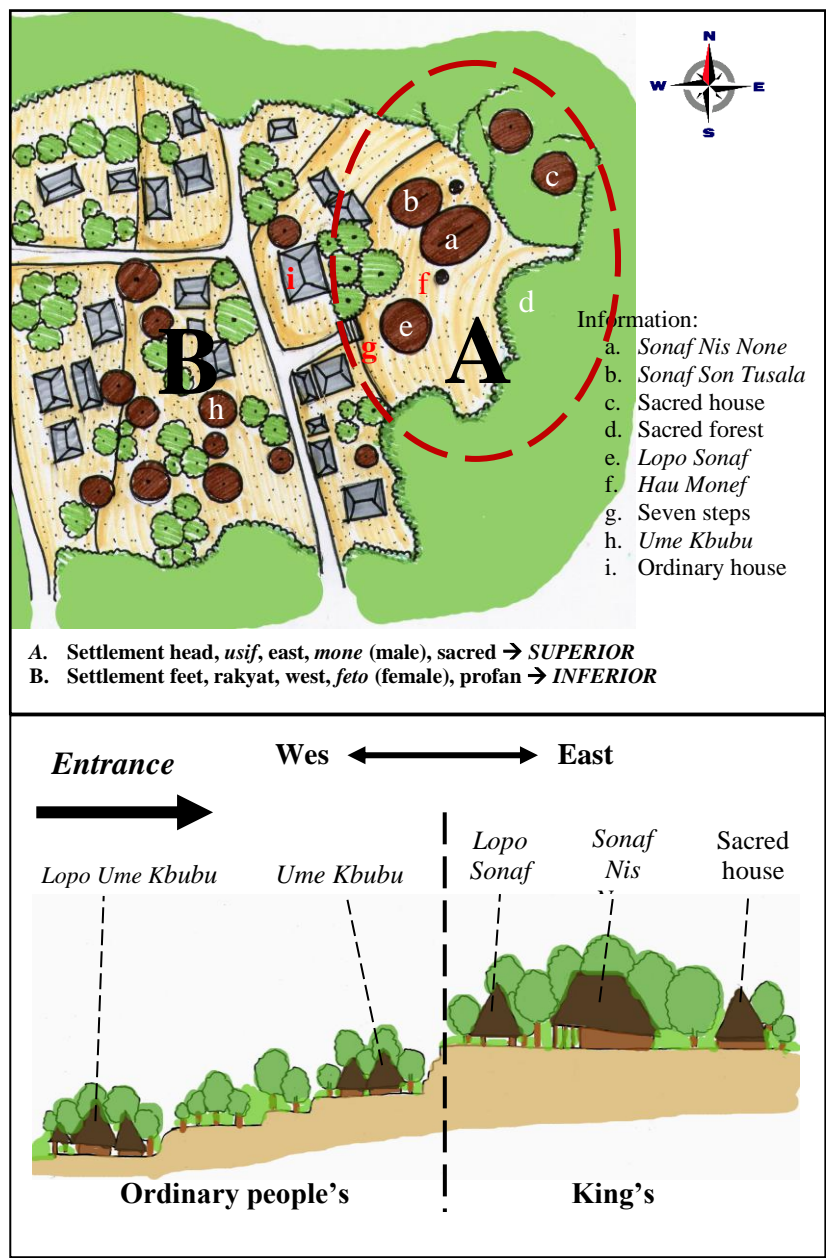 N
W E
S
c
b
a
i
f
d
e
g
A
B
h
Information:
a. Sonaf Nis None
b. Sonaf Son Tusala
c. Sacred house
d. Sacred forest
e. Lopo Sonaf
f. Hau Monef
g. Seven steps
h. Ume Kbubu
i. Ordinary house
A. Settlement head, usif, east, mone (male), sacred → SUPERIOR
B. Settlement feet, rakyat, west, feto (female), profan → INFERIOR
Entrance
Wes East
Lopo Ume Kbubu
Ume Kbubu
Lopo
Sonaf
Sonaf
Nis
Sacred
house
Ordinary people's
King's